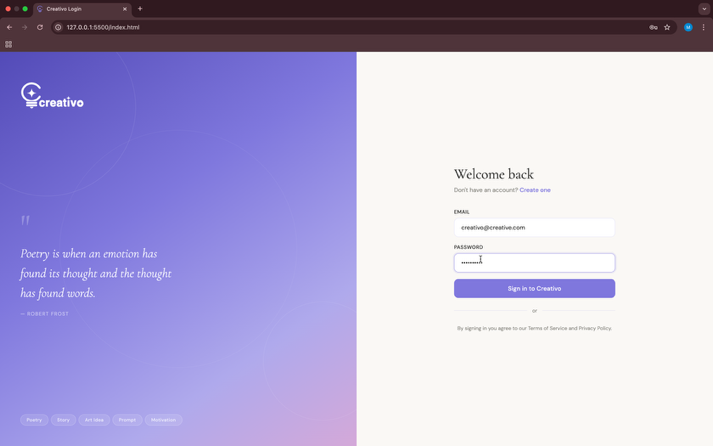 Creativo Login
127.0.0.1:5500/index.html
M
creativo
"
Poetry is when an emotion has
found its thought and the thought
has found words.
— ROBERT FROST
Poetry
Story
Art Idea
Prompt
Motivation
Welcome back
Don't have an account? Create one
EMAIL
creativo@creative.com
PASSWORD
Sign in to Creativo
or
By signing in you agree to our Terms of Service and Privacy Policy.